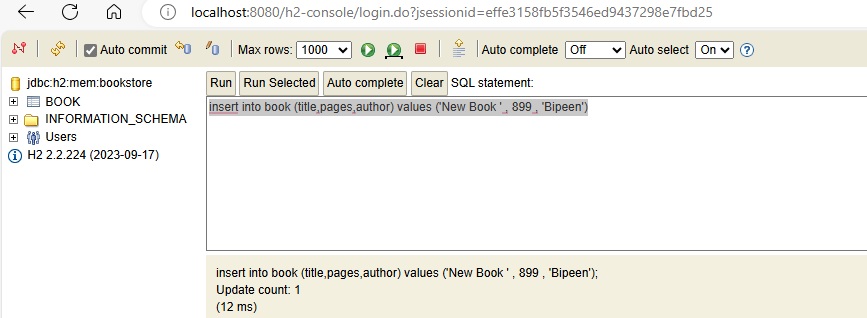 localhost:8080/h2-console/login.do?jsessionid=effe3158fb5f3546ed9437298e7fbd25
Auto commit Max rows: 1000 Auto complete Off Auto select On
jdbc:h2:mem:bookstore
BOOK
INFORMATION_SCHEMA
Users
H2 2.2.224 (2023-09-17)
Run Run Selected Auto complete Clear SQL statement:
insert into book (title,pages,author) values ('New Book ' , 899 , 'Bipeen')
insert into book (title,pages,author) values ('New Book ' , 899 , 'Bipeen');
Update count: 1
(12 ms)